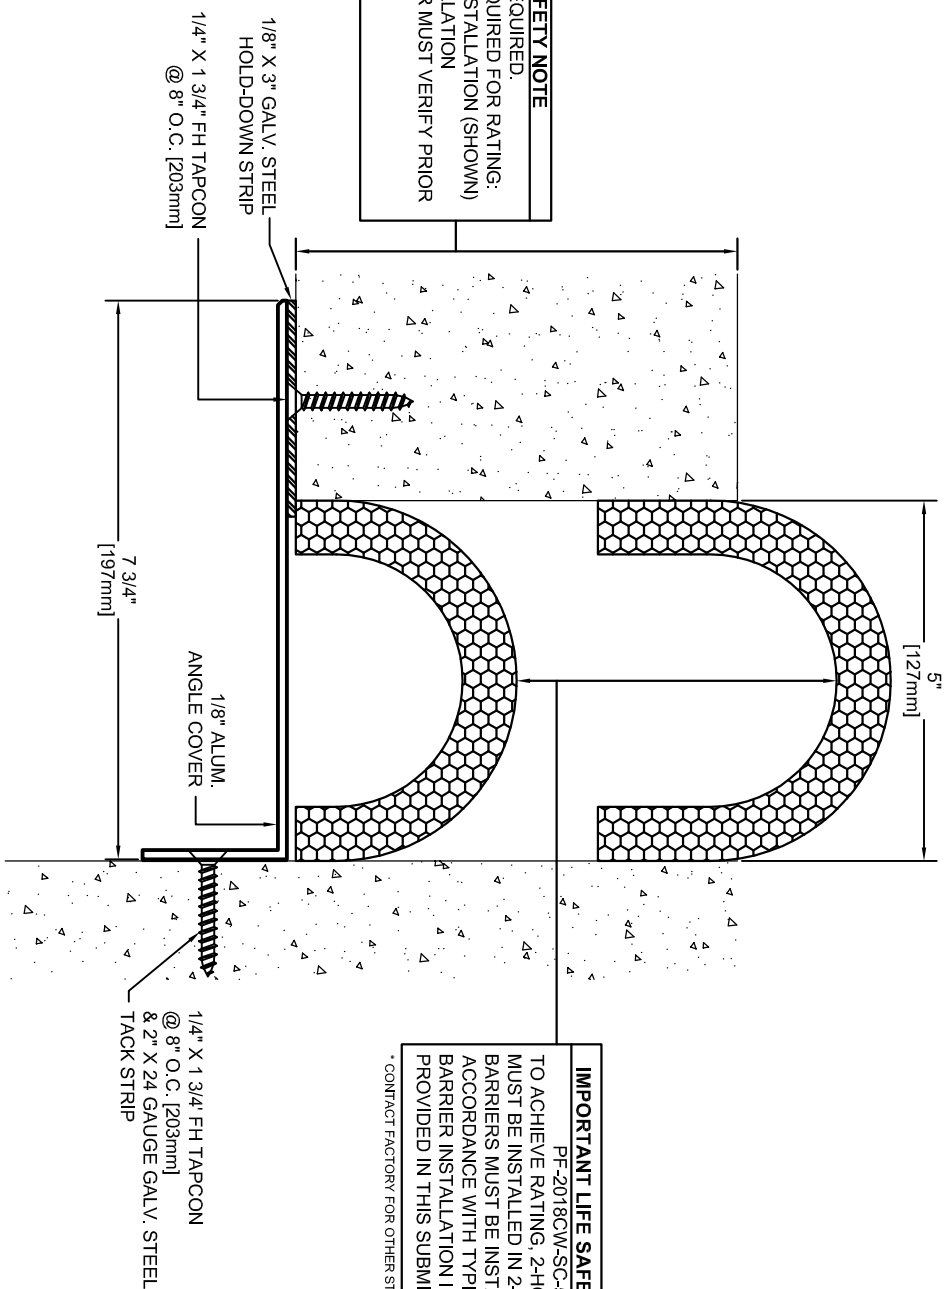 FETY NOTE
EQUIRED.
QUIRED FOR RATING:
STALLATION (SHOWN)
LLATION
R MUST VERIFY PRIOR
1/8" X 3" GALV. STEEL
HOLD-DOWN STRIP
1/4" X 1 3/4" FH TAPCON
@ 8" O.C. [203mm]
5"
[127mm]
7 3/4"
[197mm]
1/8" ALUM.
ANGLE COVER
IMPORTANT LIFE SAFE
PF-2018CW-SC-
TO ACHIEVE RATING, 2-H
MUST BE INSTALLED IN 2-
BARRIERS MUST BE INST
ACCORDANCE WITH TYP
BARRIER INSTALLATION I
PROVIDED IN THIS SUBM
* CONTACT FACTORY FOR OTHER ST
1/4" X 1 3/4' FH TAPCON
@ 8" O.C. [203mm]
& 2" X 24 GAUGE GALV. STEEL
TACK STRIP